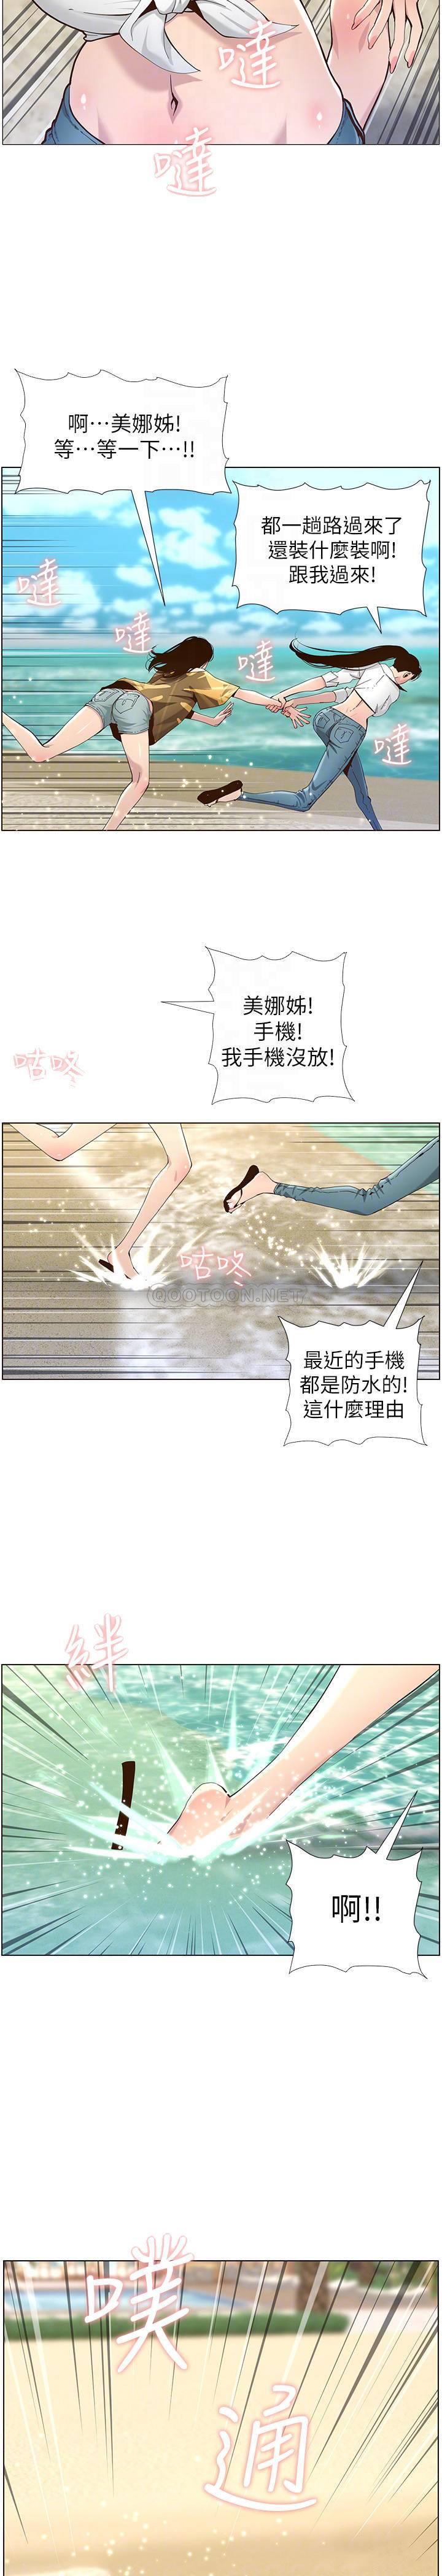 噠
噠
啊…美娜姊!
等…等一下…!!
都一趟路過來了
還裝什麼裝啊!
跟我過來!
噠
噠
噠
噠
美娜姊!
手機!
我手機沒放!
咕咚
咕咚
QUOTOON.NET
最近的手機
都是防水的!
這什麼理由
絆
啊!!
噗
通